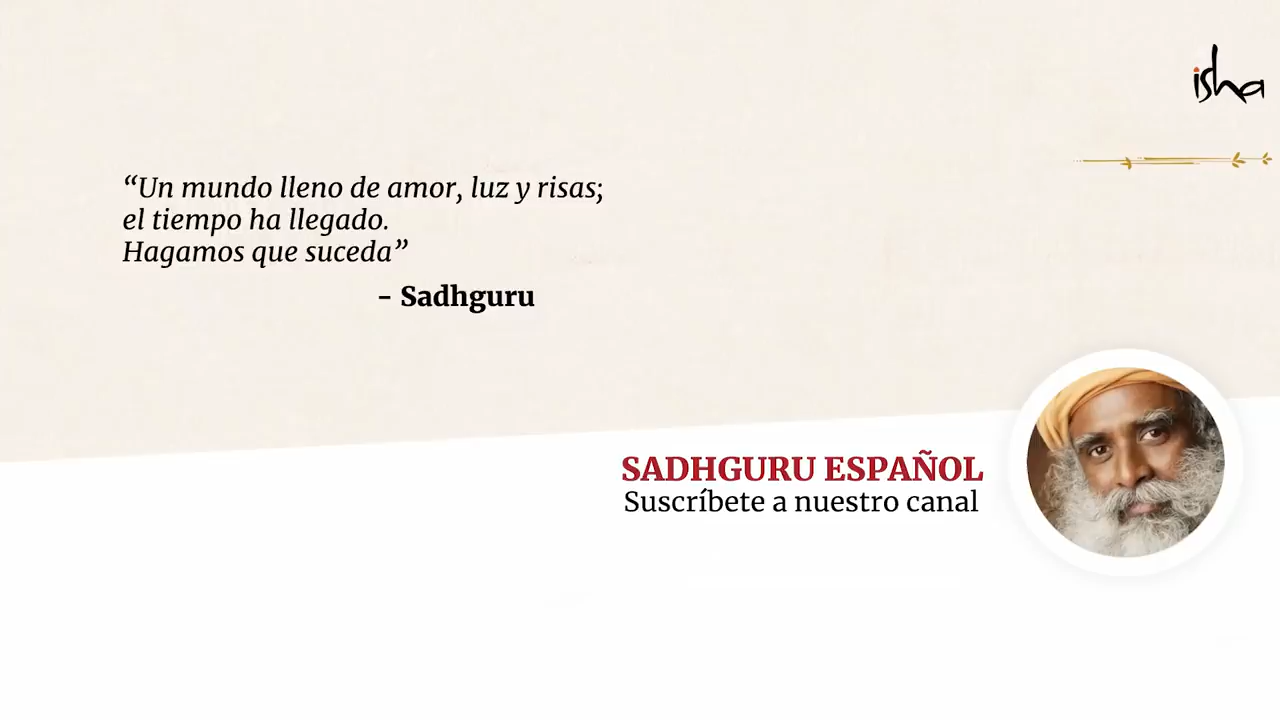 isha
“Un mundo lleno de amor, luz y risas;
el tiempo ha llegado.
Hagamos que suceda”
- Sadhguru
SADHGURU ESPAÑOL
Suscríbete a nuestro canal